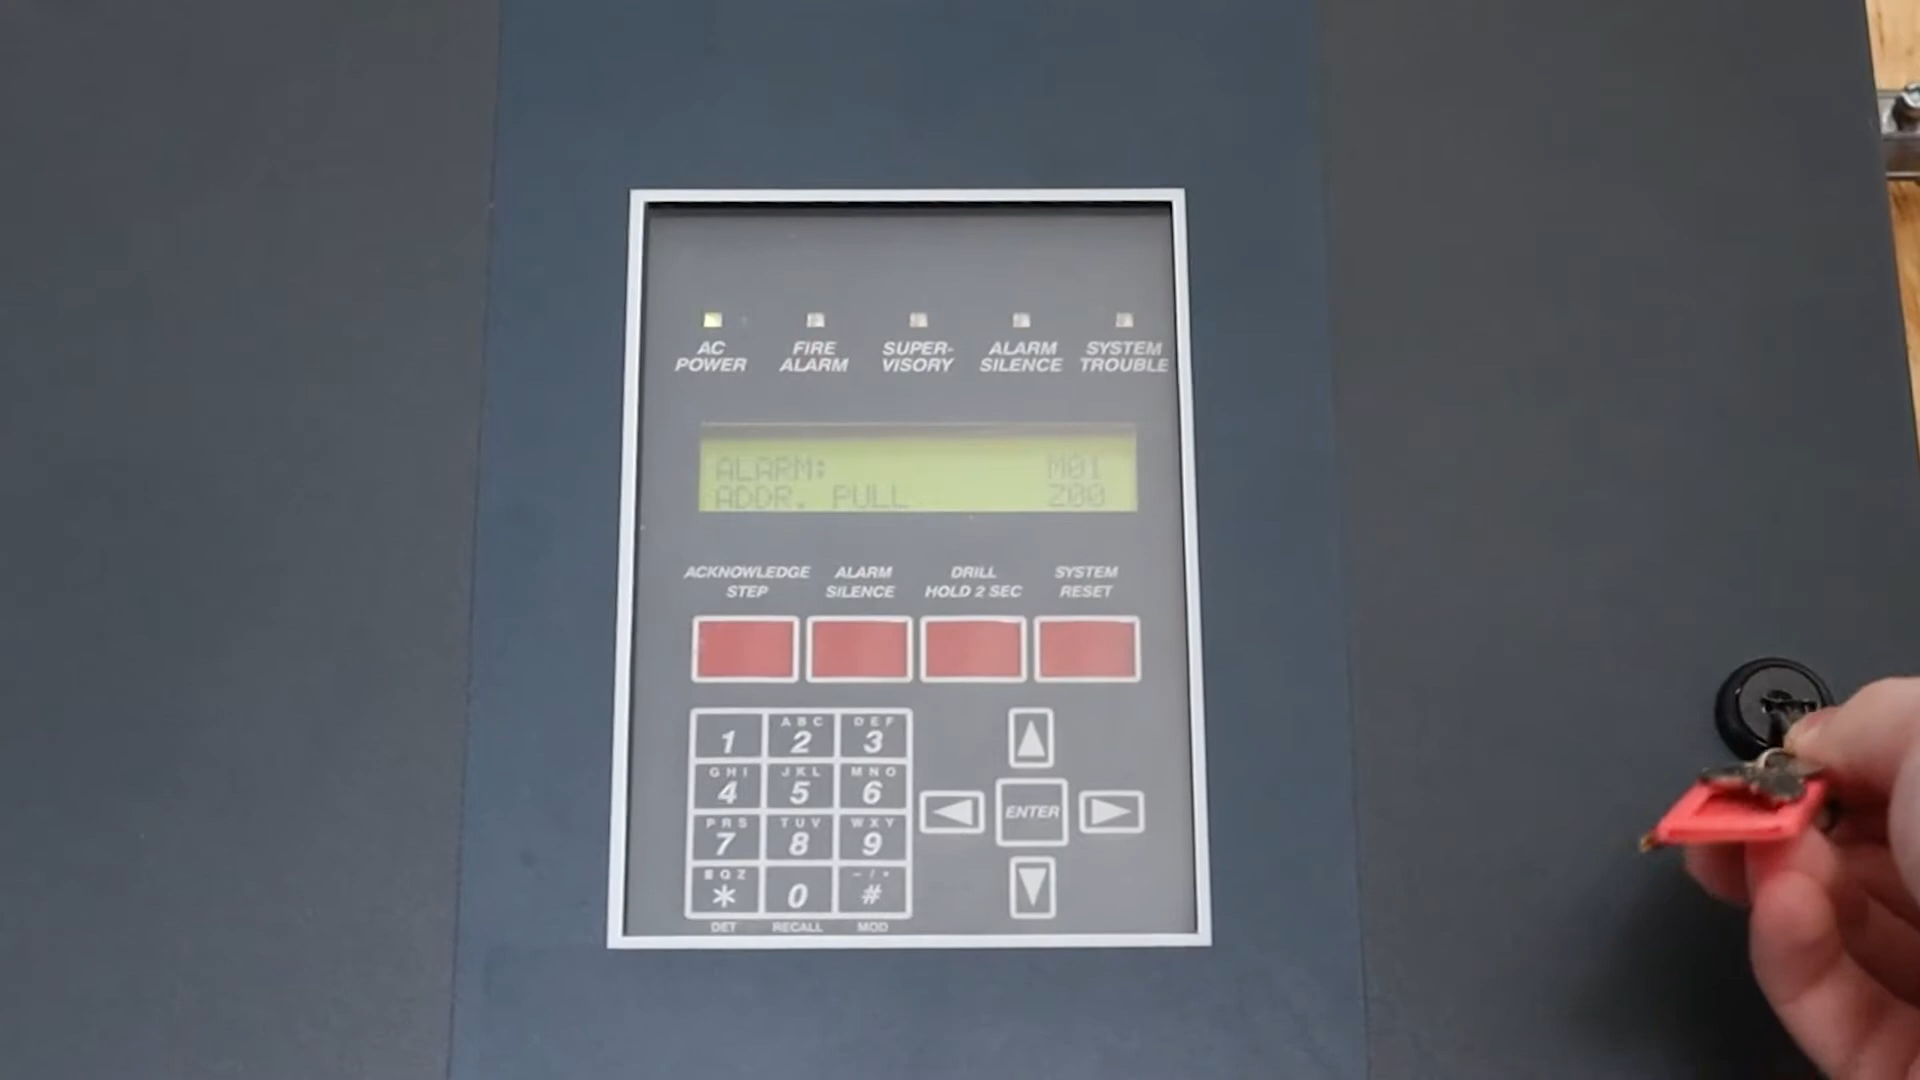 AC
POWER
FIRE
ALARM
SUPER-
VISORY
ALARM
SILENCE
SYSTEM
TROUBLE
ALARM: M01
ADDR. PULL Z00
ACKNOWLEDGE
STEP
ALARM
SILENCE
DRILL
HOLD 2 SEC
SYSTEM
RESET
ABC DEF
1 2 3
GHI JKL MNO
4 5 6
PRS TUV WXY
7 8 9
QZ - / •
* 0 #
DET RECALL MOD
ENTER